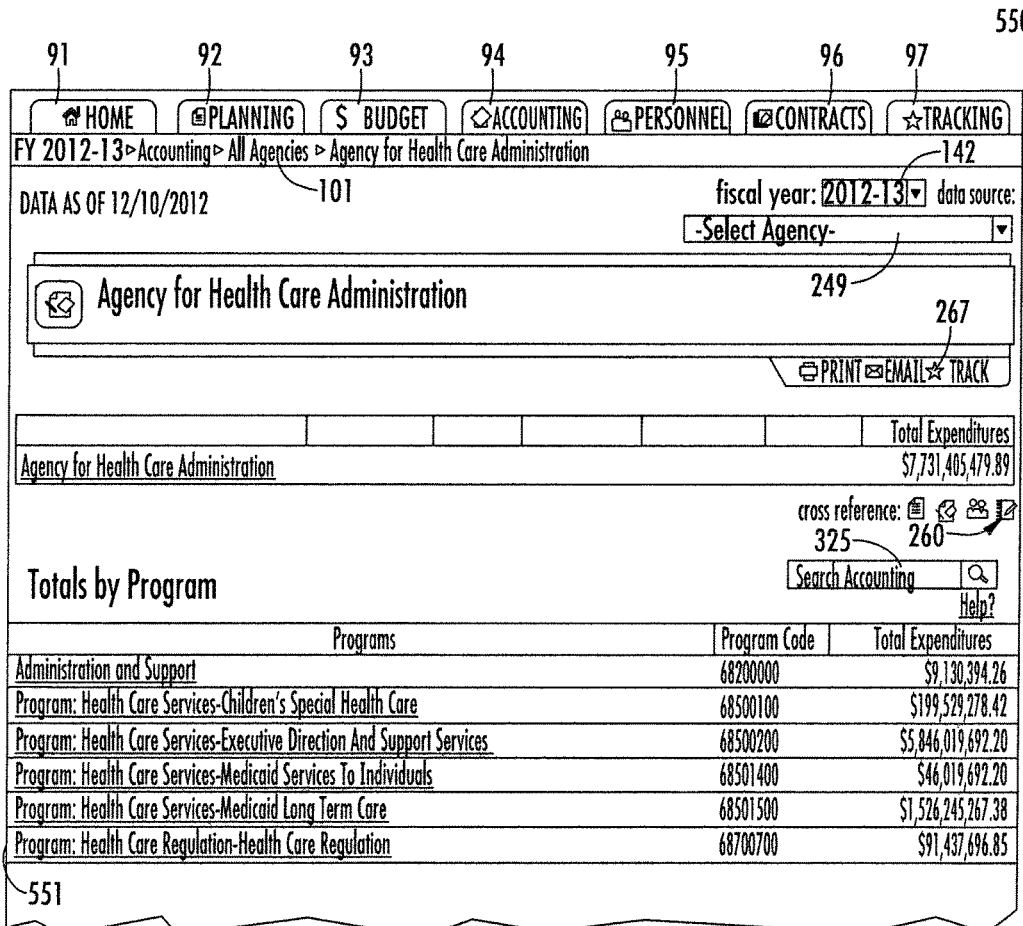 550
91 92 93 94 95 96 97
HOME PLANNING $ BUDGET ACCOUNTING PERSONNEL CONTRACTS TRACKING
FY 2012-13▹Accounting▹All Agencies ▹Agency for Health Care Administration
142
101
DATA AS OF 12/10/2012
fiscal year: 2012-13 data source:
-Select Agency-
249
Agency for Health Care Administration
267
PRINT EMAIL TRACK
Total Expenditures
Agency for Health Care Administration $7,731,405,479.89
cross reference:
325 260
Totals by Program
Search Accounting
Help?
Programs Program Code Total Expenditures
Administration and Support 68200000 $9,130,394.26
Program: Health Care Services-Children's Special Health Care 68500100 $199,529,278.42
Program: Health Care Services-Executive Direction And Support Services 68500200 $5,846,019,692.20
Program: Health Care Services-Medicaid Services To Individuals 68501400 $46,019,692.20
Program: Health Care Services-Medicaid Long Term Care 68501500 $1,526,245,267.38
Program: Health Care Regulation-Health Care Regulation 68700700 $91,437,696.85
551